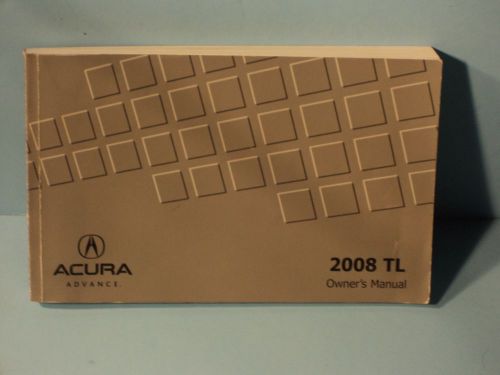 ACURA
ADVANCE.
2008 TL
Owner's Manual